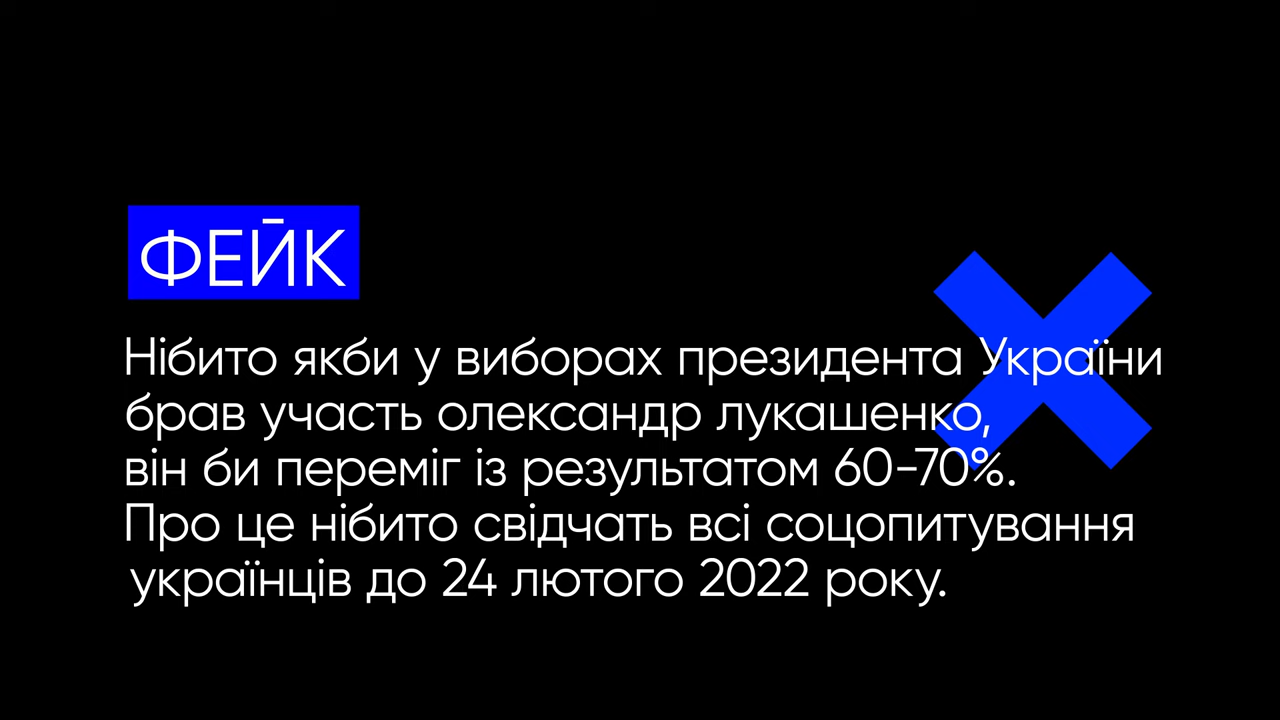 ФЕЙК
Нібито якби у виборах президента України
брав участь олександр лукашенко,
він би переміг із результатом 60-70%.
Про це нібито свідчать всі соцопитування
українців до 24 лютого 2022 року.